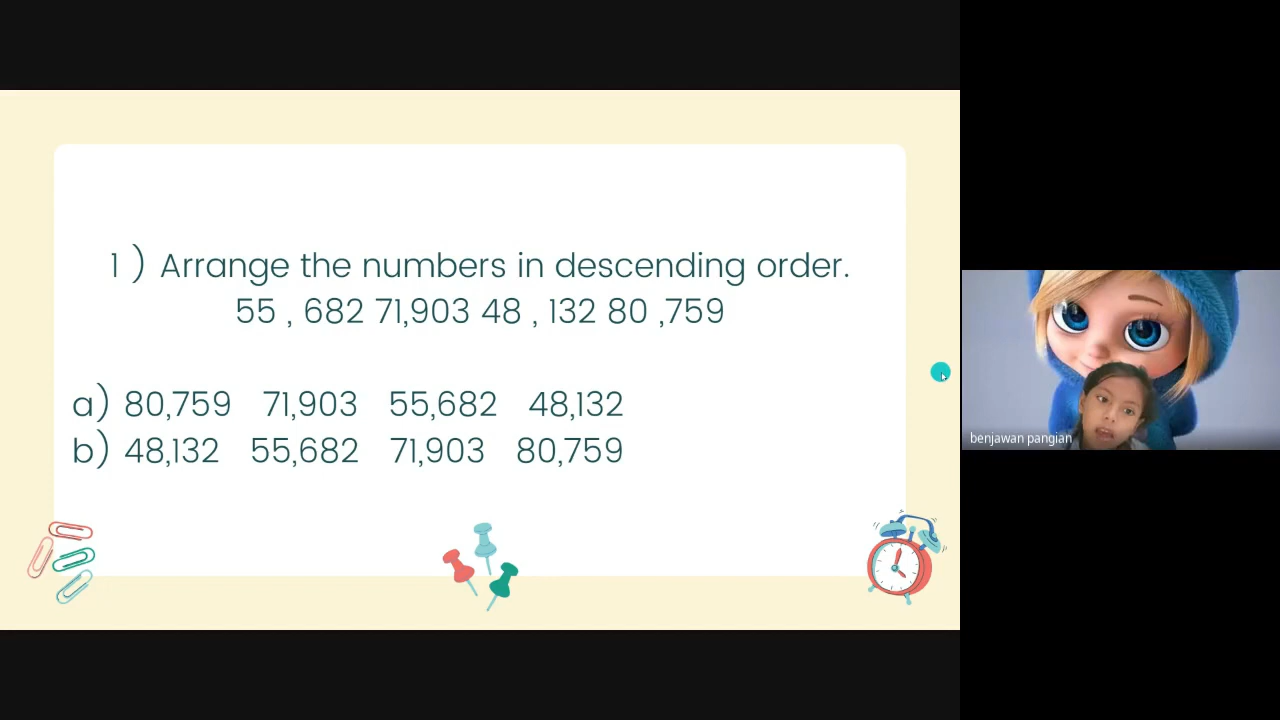 1 ) Arrange the numbers in descending order.
55 , 682 71,903 48 , 132 80 ,759
a) 80,759 71,903 55,682 48,132
b) 48,132 55,682 71,903 80,759
benjawan pangian